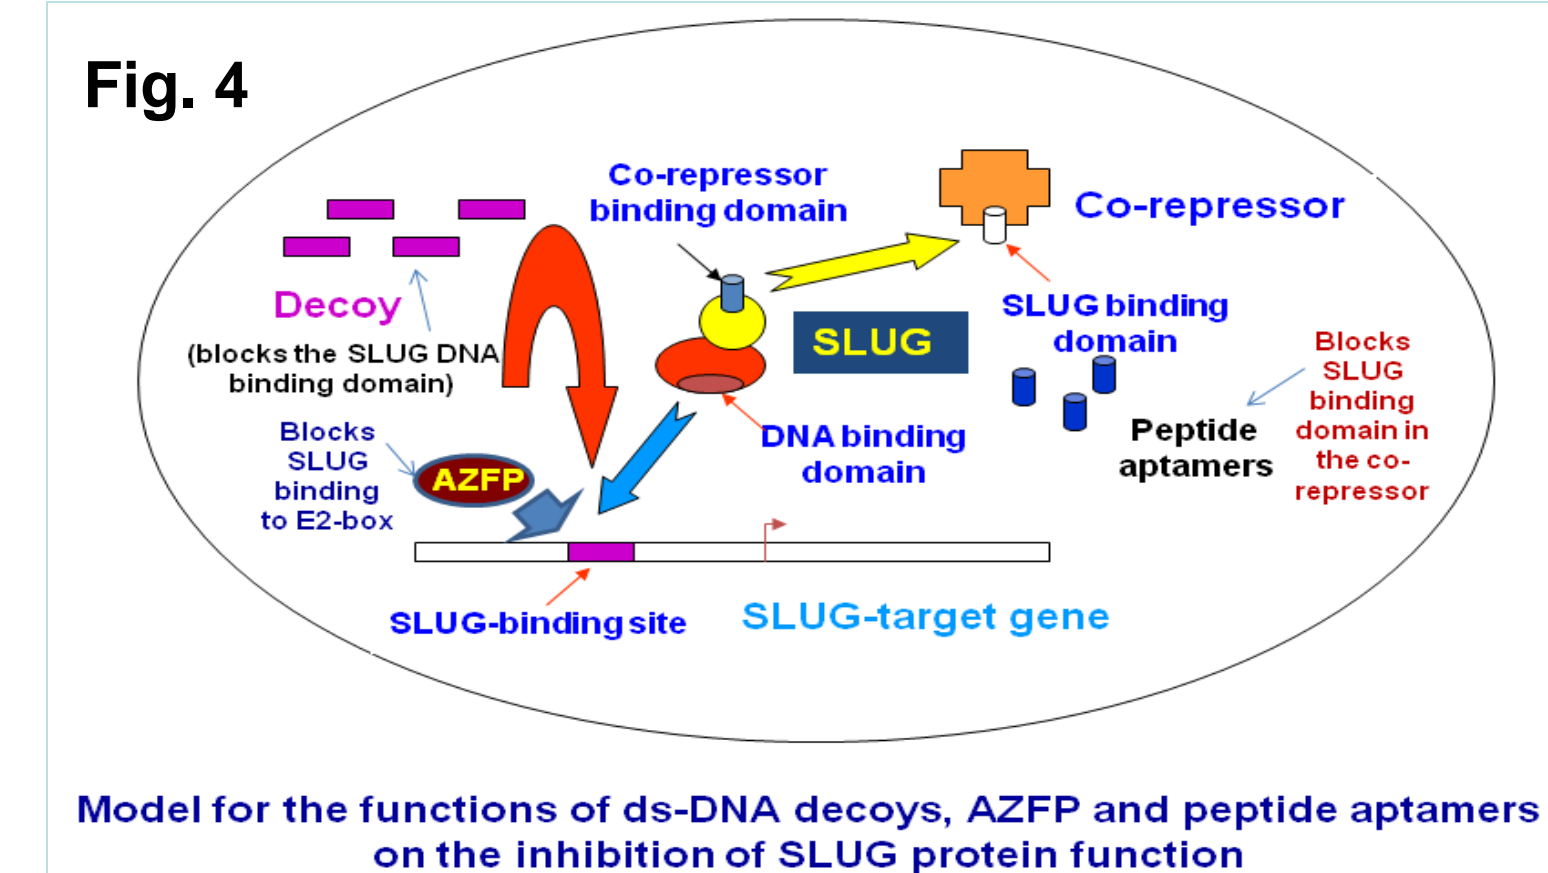 Fig. 4
Co-repressor
binding domain
Co-repressor
Decoy
(blocks the SLUG DNA
binding domain)
SLUG
SLUG binding
domain
Blocks
SLUG
binding
domain in
the co-
repressor
Peptide
aptamers
DNA binding
domain
Blocks
SLUG
binding
to E2-box
AZFP
SLUG-binding site
SLUG-target gene
Model for the functions of ds-DNA decoys, AZFP and peptide aptamers
on the inhibition of SLUG protein function